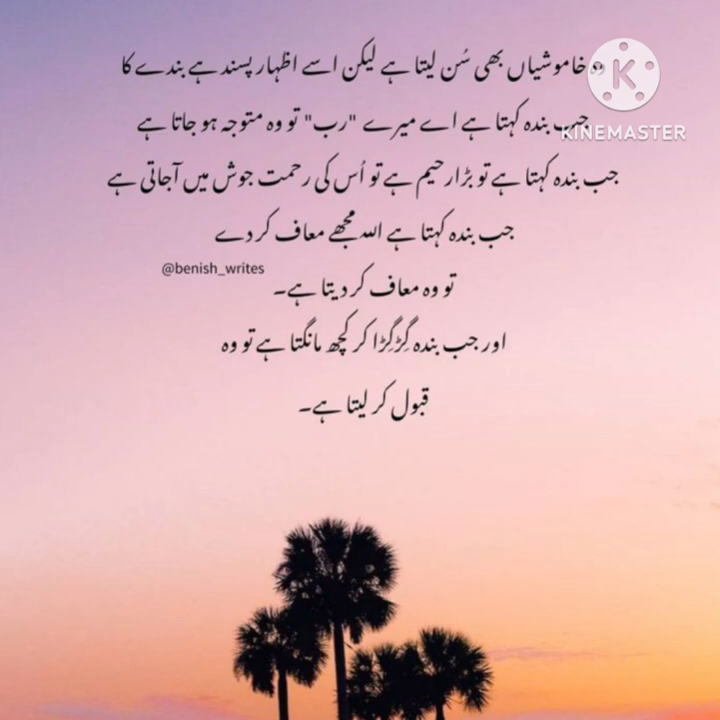 وہ خاموشیاں بھی سُن لیتا ہے لیکن اسے اظہار پسند ہے بندے کا
جب بندہ کہتا ہے اے میرے "رب" تو وہ متوجہ ہو جاتا ہے
جب بندہ کہتا ہے تو بڑا رحیم ہے تو اُس کی رحمت جوش میں آجاتی ہے
جب بندہ کہتا ہے اللہ مجھے معاف کر دے
@benish_writes
تو وہ معاف کر دیتا ہے۔
اور جب بندہ گِڑگِڑا کر کچھ مانگتا ہے تو وہ
قبول کر لیتا ہے۔
K
KINEMASTER